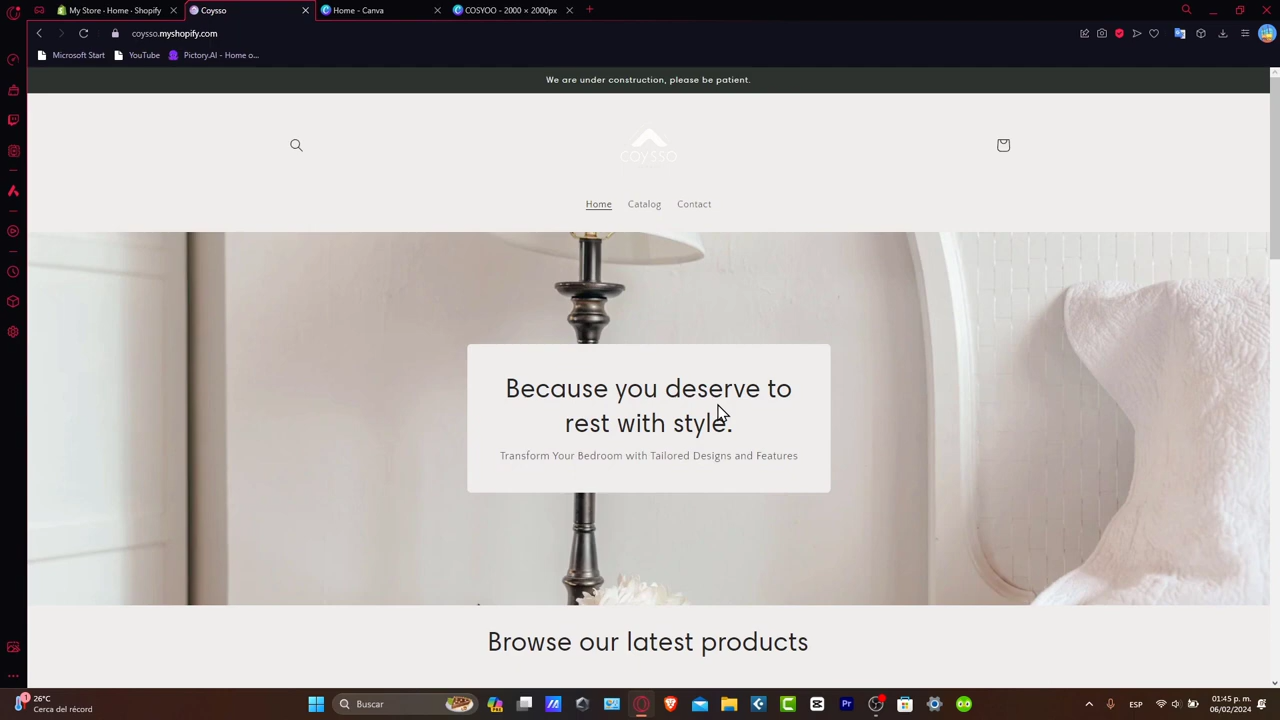 My Store · Home · Shopify
Coysso
Home - Canva
COSYOO - 2000 × 2000px
coysso.myshopify.com
Microsoft Start
YouTube
Pictory.AI - Home o...
We are under construction, please be patient.
COYSSO
Home
Catalog
Contact
Because you deserve to
rest with style.
Transform Your Bedroom with Tailored Designs and Features
Browse our latest products
1
26°C
Cerca del récord
Buscar
ESP
01:45 p. m.
06/02/2024